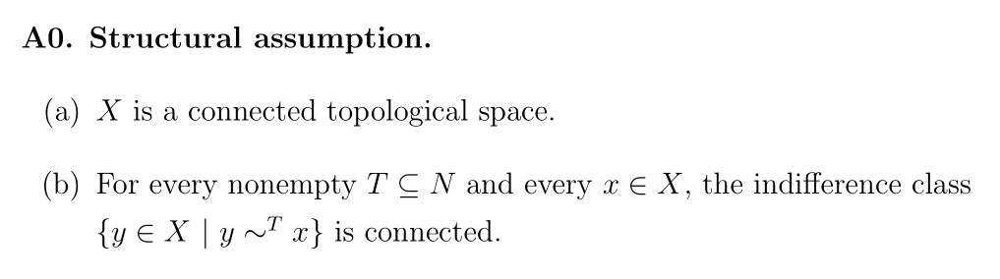 A0. Structural assumption.
(a) X is a connected topological space.
(b) For every nonempty T ⊆ N and every x ∈ X, the indifference class
{y ∈ X | y ∼^T x} is connected.